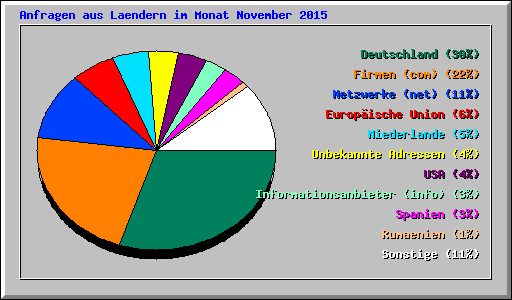 Anfragen aus Laendern im Monat November 2015
Deutschland (30%)
Firmen (com) (22%)
Netzwerke (net) (11%)
Europäische Union (6%)
Niederlande (5%)
Unbekannte Adressen (4%)
USA (4%)
Informationsanbieter (info) (3%)
Spanien (3%)
Rumaenien (1%)
Sonstige (11%)